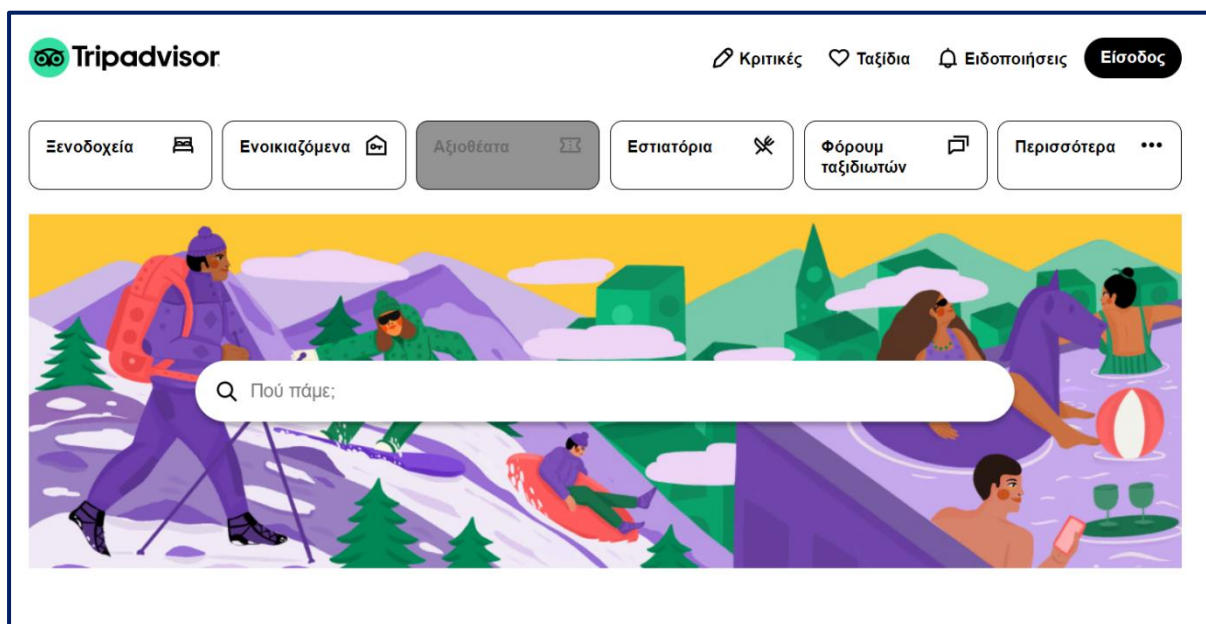 Tripadvisor
Κριτικές
Ταξίδια
Ειδοποιήσεις
Είσοδος
Ξενοδοχεία
Ενοικιαζόμενα
Αξιοθέατα
Εστιατόρια
Φόρουμ
ταξιδιωτών
Περισσότερα
Πού πάμε;